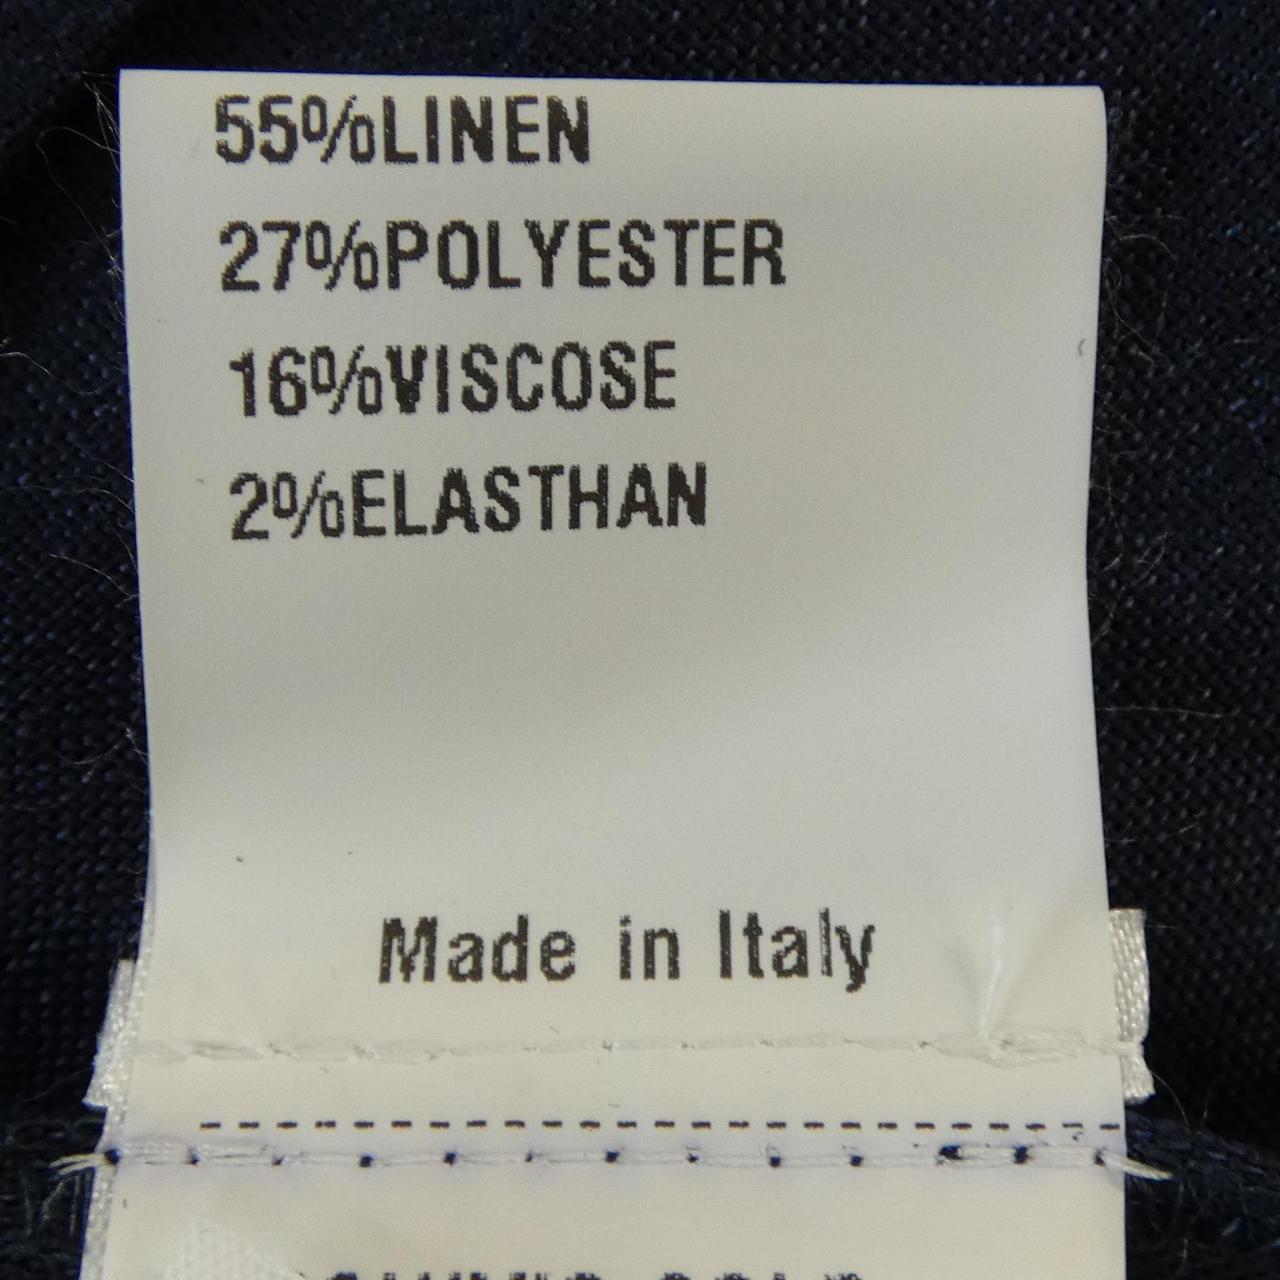 55%LINEN
27%POLYESTER
16%VISCOSE
2%ELASTHAN
Made in Italy